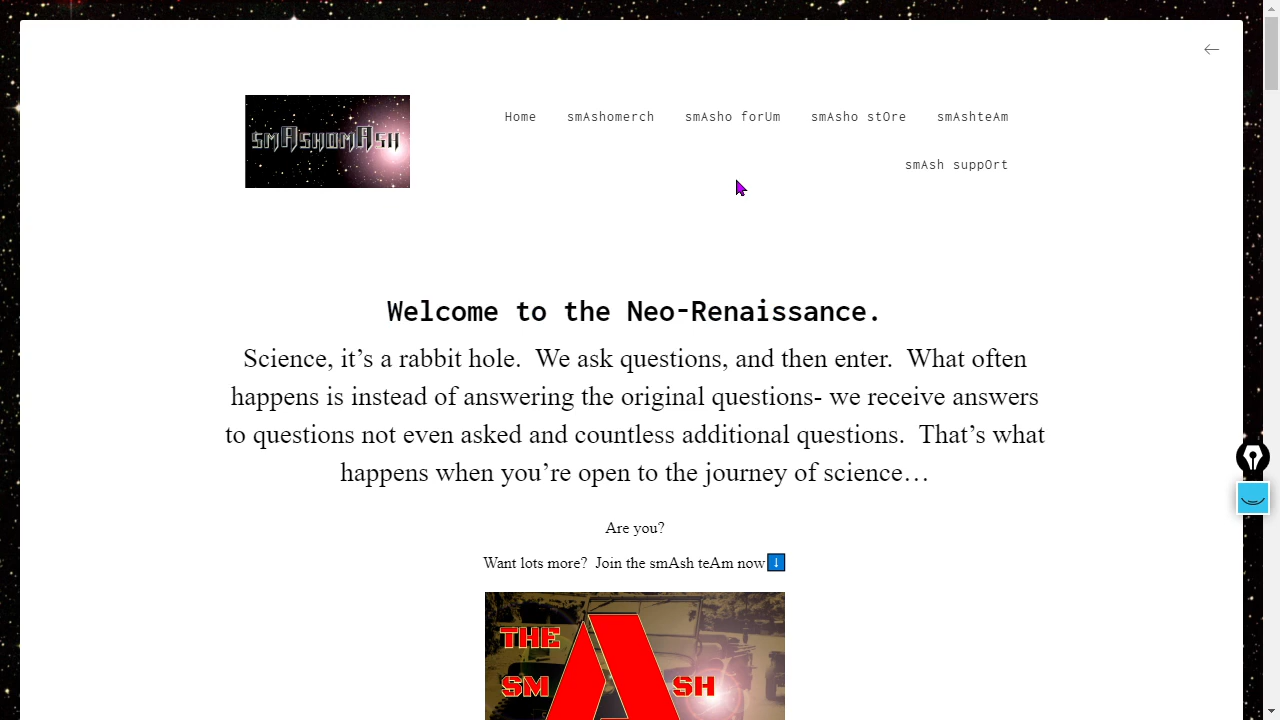 smAshomAsh
Home smAshomerch smAsho forUm smAsho stOre smAshteAm
smAsh suppOrt
Welcome to the Neo-Renaissance.
Science, it’s a rabbit hole.  We ask questions, and then enter.  What often
happens is instead of answering the original questions- we receive answers
to questions not even asked and countless additional questions.  That’s what
happens when you’re open to the journey of science…
Are you?
Want lots more?  Join the smAsh teAm now⬇️
THE
SMASH